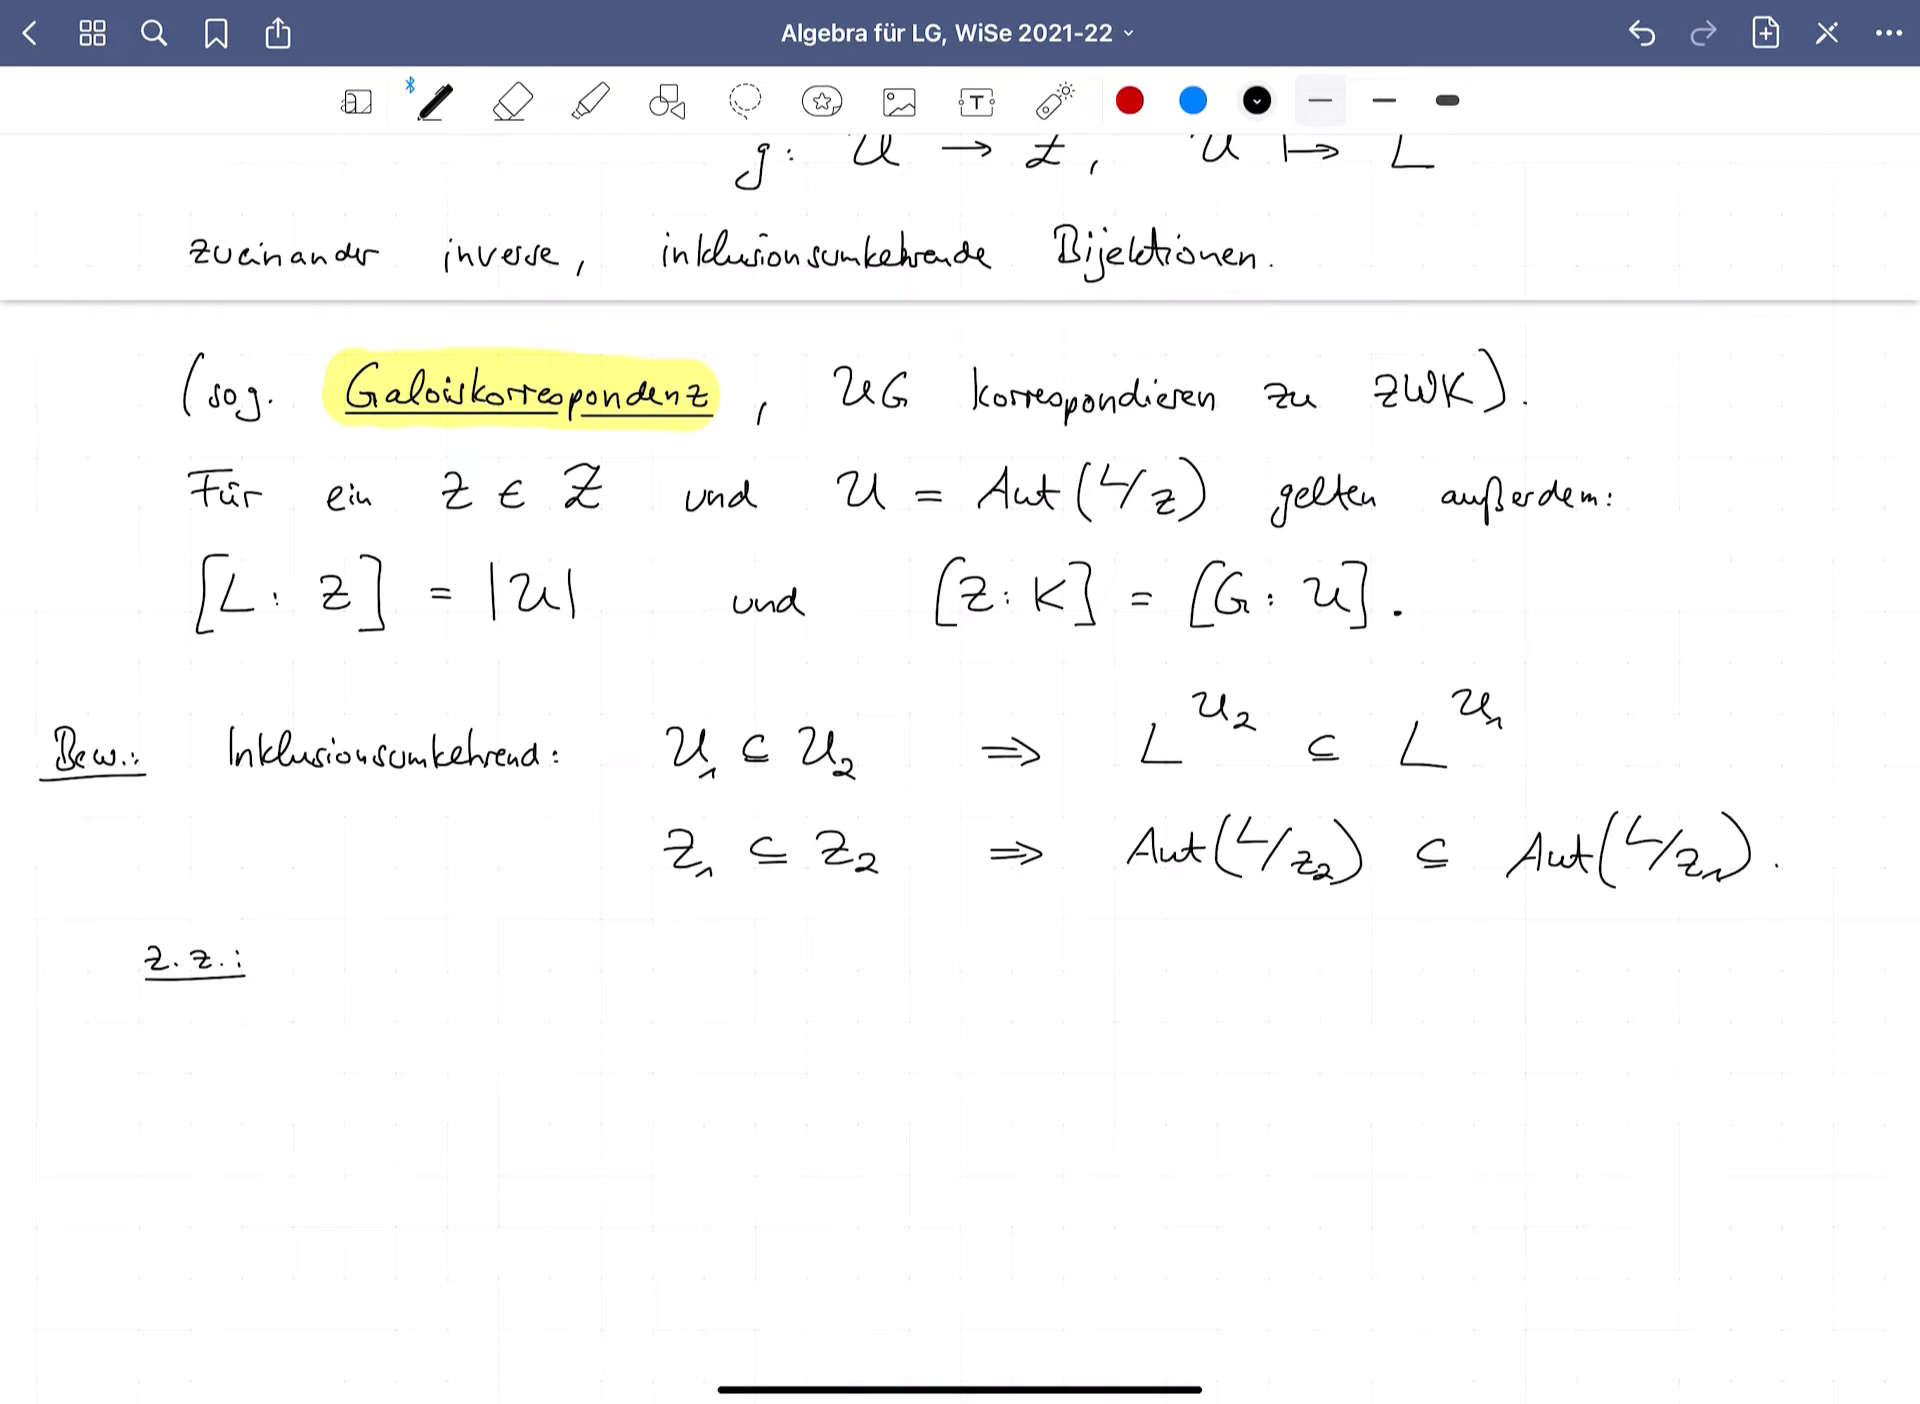 Algebra für LG, WiSe 2021-22
g: U → Z, U ↦ L
zueinander inverse, inklusionsumkehrende Bijektionen.
(sog. Galoiskorrespondenz, UG korrespondieren zu ZWK).
Für ein Z ∈ Z und U = Aut(L/Z) gelten außerdem:
[L : Z] = |U| und [Z : K] = [G : U].
Bew.: Inklusionsumkehrend: U₁ ⊆ U₂ ⇒ L^U₂ ⊆ L^U₁
Z₁ ⊆ Z₂ ⇒ Aut(L/Z₂) ⊆ Aut(L/Z₁).
z.z.: